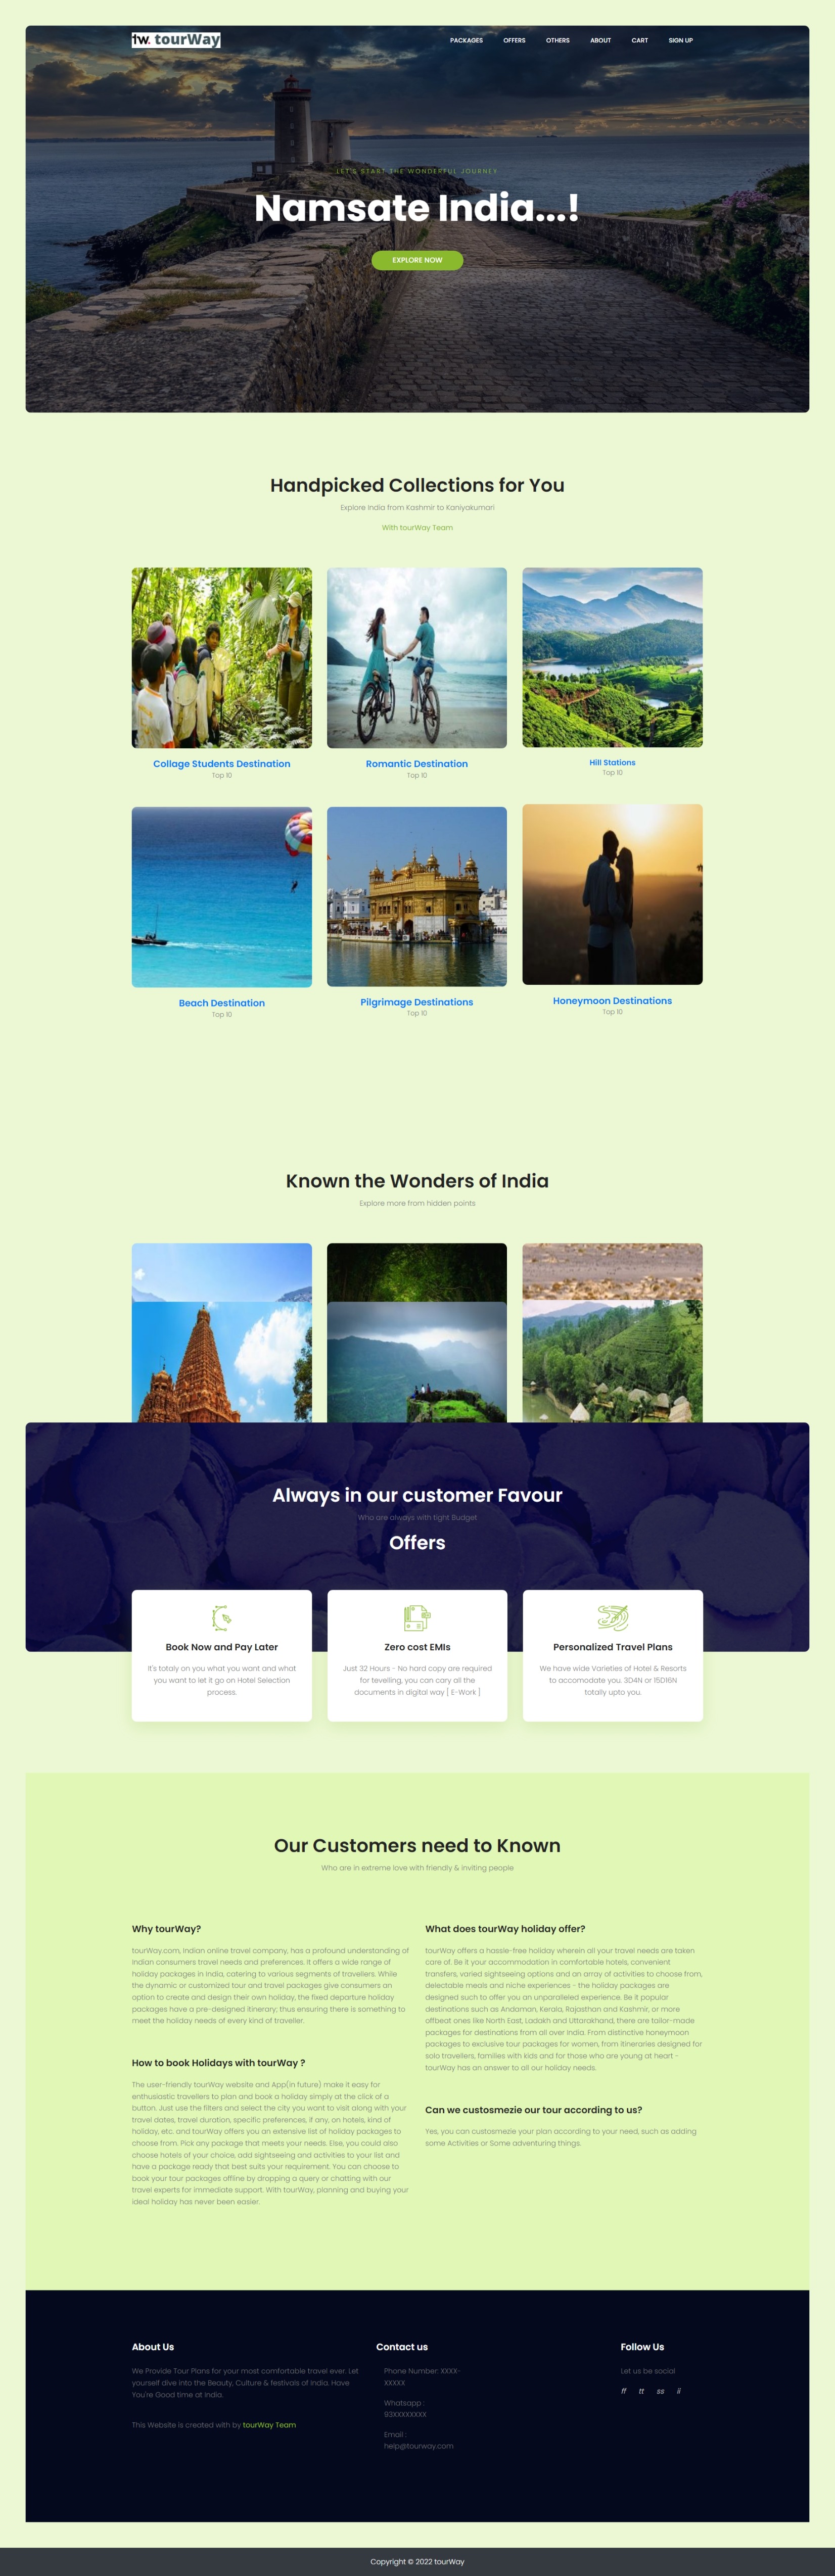 tw. tourWay
PACKAGES OFFERS OTHERS ABOUT CART SIGN UP
LET'S START THE WONDERFUL JOURNEY
Namsate India...!
EXPLORE NOW
Handpicked Collections for You
Explore India from Kashmir to Kaniyakumari
With tourWay Team
Collage Students Destination
Top 10
Romantic Destination
Top 10
Hill Stations
Top 10
Beach Destination
Top 10
Pilgrimage Destinations
Top 10
Honeymoon Destinations
Top 10
Known the Wonders of India
Explore more from hidden points
Always in our customer Favour
Who are always with tight Budget
Offers
Book Now and Pay Later
It's totaly on you what you want and what
you want to let it go on Hotel Selection
process.
Zero cost EMIs
Just 32 Hours - No hard copy are required
for tevelling, you can cary all the
documents in digital way [ E-Work ]
Personalized Travel Plans
We have wide Varieties of Hotel & Resorts
to accomodate you. 3D4N or 15D16N
totally upto you.
Our Customers need to Known
Who are in extreme love with friendly & inviting people
Why tourWay?
tourWay.com, Indian online travel company, has a profound understanding of
Indian consumers travel needs and preferences. It offers a wide range of
holiday packages in India, catering to various segments of travellers. While
the dynamic or customized tour and travel packages give consumers an
option to create and design their own holiday, the fixed departure holiday
packages have a pre-designed itinerary; thus ensuring there is something to
meet the holiday needs of every kind of traveller.
How to book Holidays with tourWay ?
The user-friendly tourWay website and App(in future) make it easy for
enthusiastic travellers to plan and book a holiday simply at the click of a
button. Just use the filters and select the city you want to visit along with your
travel dates, travel duration, specific preferences, if any, on hotels, kind of
holiday, etc. and tourWay offers you an extensive list of holiday packages to
choose from. Pick any package that meets your needs. Else, you could also
choose hotels of your choice, add sightseeing and activities to your list and
have a package ready that best suits your requirement. You can choose to
book your tour packages offline by dropping a query or chatting with our
travel experts for immediate support. With tourWay, planning and buying your
ideal holiday has never been easier.
What does tourWay holiday offer?
tourWay offers a hassle-free holiday wherein all your travel needs are taken
care of. Be it your accommodation in comfortable hotels, convenient
transfers, varied sightseeing options and an array of activities to choose from,
delectable meals and niche experiences - the holiday packages are
designed such to offer you an unparalleled experience. Be it popular
destinations such as Andaman, Kerala, Rajasthan and Kashmir, or more
offbeat ones like North East, Ladakh and Uttarakhand, there are tailor-made
packages for destinations from all over India. From distinctive honeymoon
packages to exclusive tour packages for women, from itineraries designed for
solo travellers, families with kids and for those who are young at heart -
tourWay has an answer to all our holiday needs.
Can we custosmezie our tour according to us?
Yes, you can custosmezie your plan according to your need, such as adding
some Activities or Some adventuring things.
About Us
We Provide Tour Plans for your most comfortable travel ever. Let
yourself dive into the Beauty, Culture & festivals of India. Have
You're Good time at India.
This Website is created with by tourWay Team
Contact us
Phone Number: XXXX-
XXXXX
Whatsapp :
93XXXXXXXX
Email :
help@tourway.com
Follow Us
Let us be social
ff tt ss ii
Copyright © 2022 tourWay